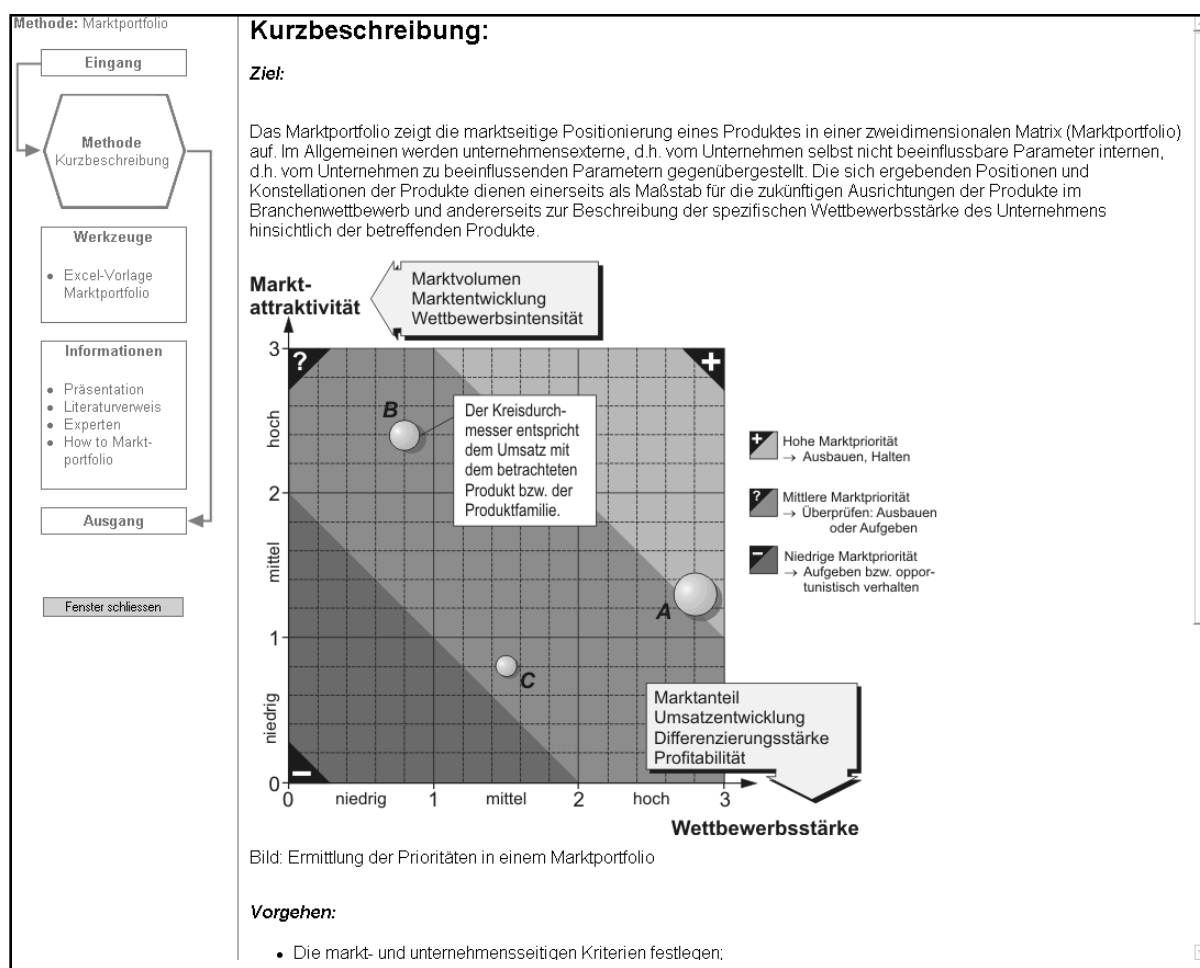 Methode: Marktportfolio
Eingang
Methode
Kurzbeschreibung
Werkzeuge
• Excel-Vorlage
Marktportfolio
Informationen
• Präsentation
• Literaturverweis
• Experten
• How to Markt-
portfolio
Ausgang
Fenster schliessen
Kurzbeschreibung:
Ziel:
Das Marktportfolio zeigt die marktseitige Positionierung eines Produktes in einer zweidimensionalen Matrix (Marktportfolio)
auf. Im Allgemeinen werden unternehmensexterne, d.h. vom Unternehmen selbst nicht beeinflussbare Parameter internen,
d.h. vom Unternehmen zu beeinflussenden Parametern gegenübergestellt. Die sich ergebenden Positionen und
Konstellationen der Produkte dienen einerseits als Maßstab für die zukünftigen Ausrichtungen der Produkte im
Branchenwettbewerb und andererseits zur Beschreibung der spezifischen Wettbewerbsstärke des Unternehmens
hinsichtlich der betreffenden Produkte.
Markt-
attraktivität
Marktvolumen
Marktentwicklung
Wettbewerbsintensität
3
?
+
hoch
B
Der Kreisdurch-
messer entspricht
dem Umsatz mit
dem betrachteten
Produkt bzw. der
Produktfamilie.
2
mittel
A
1
C
niedrig
Marktanteil
Umsatzentwicklung
Differenzierungsstärke
Profitabilität
–
0
0 niedrig 1 mittel 2 hoch 3
Wettbewerbsstärke
+ Hohe Marktpriorität
→ Ausbauen, Halten
? Mittlere Marktpriorität
→ Überprüfen: Ausbauen
oder Aufgeben
– Niedrige Marktpriorität
→ Aufgeben bzw. oppor-
tunistisch verhalten
Bild: Ermittlung der Prioritäten in einem Marktportfolio
Vorgehen:
• Die markt- und unternehmensseitigen Kriterien festlegen;